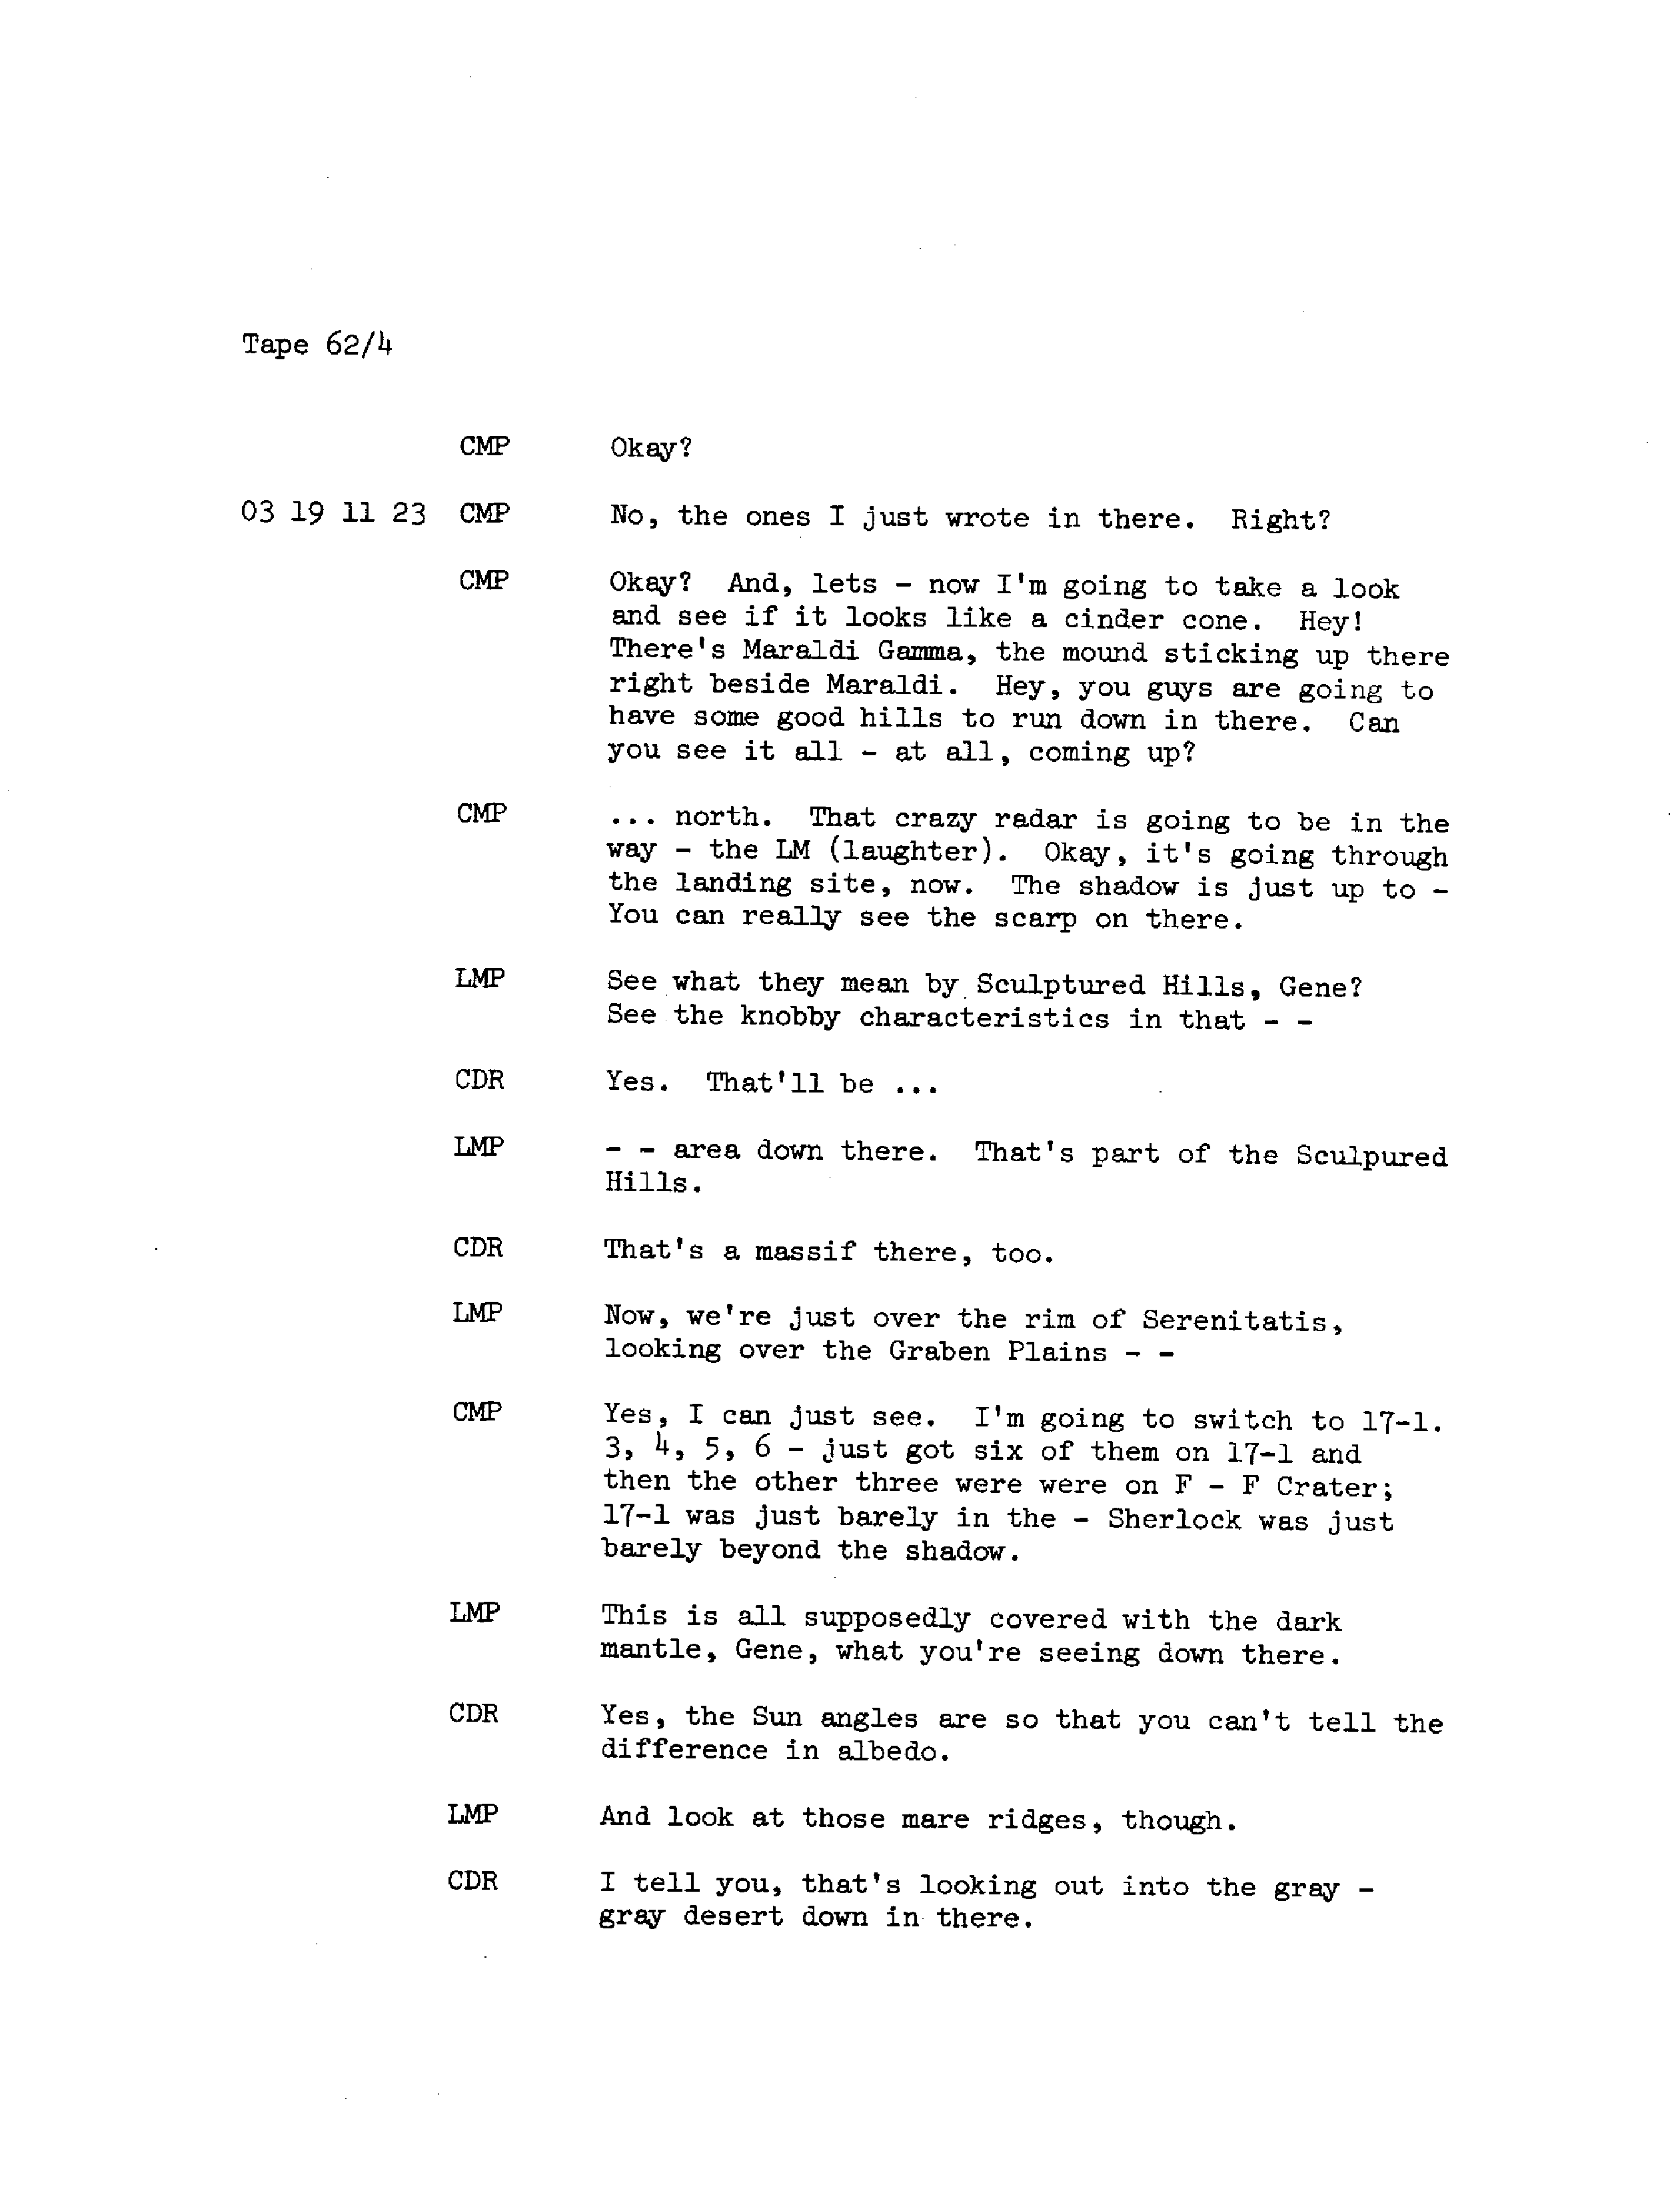 Tape 62/4
CMP Okay?
03 19 11 23 CMP No, the ones I just wrote in there. Right?
CMP Okay? And, lets - now I'm going to take a look
and see if it looks like a cinder cone. Hey!
There's Maraldi Gamma, the mound sticking up there
right beside Maraldi. Hey, you guys are going to
have some good hills to run down in there. Can
you see it all - at all, coming up?
CMP ... north. That crazy radar is going to be in the
way - the LM (laughter). Okay, it's going through
the landing site, now. The shadow is just up to -
You can really see the scarp on there.
LMP See what they mean by Sculptured Hills, Gene?
See the knobby characteristics in that - -
CDR Yes. That'll be ...
LMP - - area down there. That's part of the Sculpured
Hills.
CDR That's a massif there, too.
LMP Now, we're just over the rim of Serenitatis,
looking over the Graben Plains - -
CMP Yes, I can just see. I'm going to switch to 17-1.
3, 4, 5, 6 - just got six of them on 17-1 and
then the other three were were on F - F Crater;
17-1 was just barely in the - Sherlock was just
barely beyond the shadow.
LMP This is all supposedly covered with the dark
mantle, Gene, what you're seeing down there.
CDR Yes, the Sun angles are so that you can't tell the
difference in albedo.
LMP And look at those mare ridges, though.
CDR I tell you, that's looking out into the gray -
gray desert down in there.